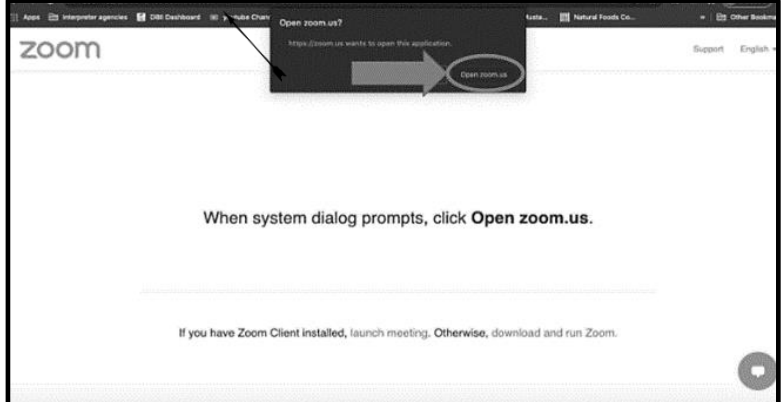 Apps Interpreter agencies DBII Dashboard Natural Foods Co... » Other Bookma
Open zoom.us?
https://zoom.us wants to open this application.
Open zoom.us
zoom
Support English
When system dialog prompts, click Open zoom.us.
If you have Zoom Client installed, launch meeting. Otherwise, download and run Zoom.